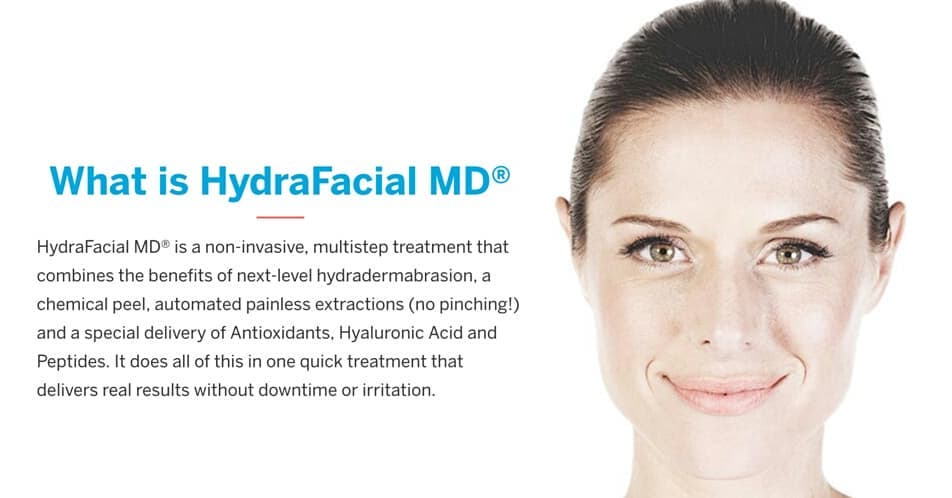 What is HydraFacial MD®
HydraFacial MD® is a non-invasive, multistep treatment that
combines the benefits of next-level hydradermabrasion, a
chemical peel, automated painless extractions (no pinching!)
and a special delivery of Antioxidants, Hyaluronic Acid and
Peptides. It does all of this in one quick treatment that
delivers real results without downtime or irritation.